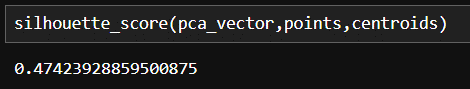 silhouette_score(pca_vector,points,centroids)
0.47423928859500875